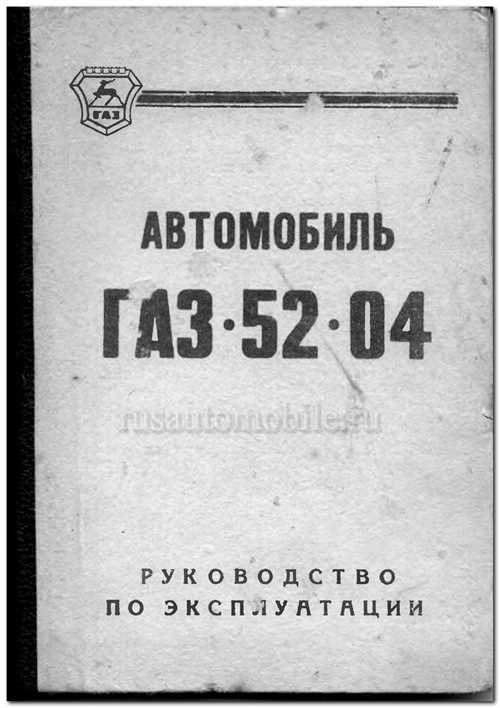 ГАЗ
АВТОМОБИЛЬ
ГАЗ·52·04
rusautomobile.ru
РУКОВОДСТВО
ПО ЭКСПЛУАТАЦИИ